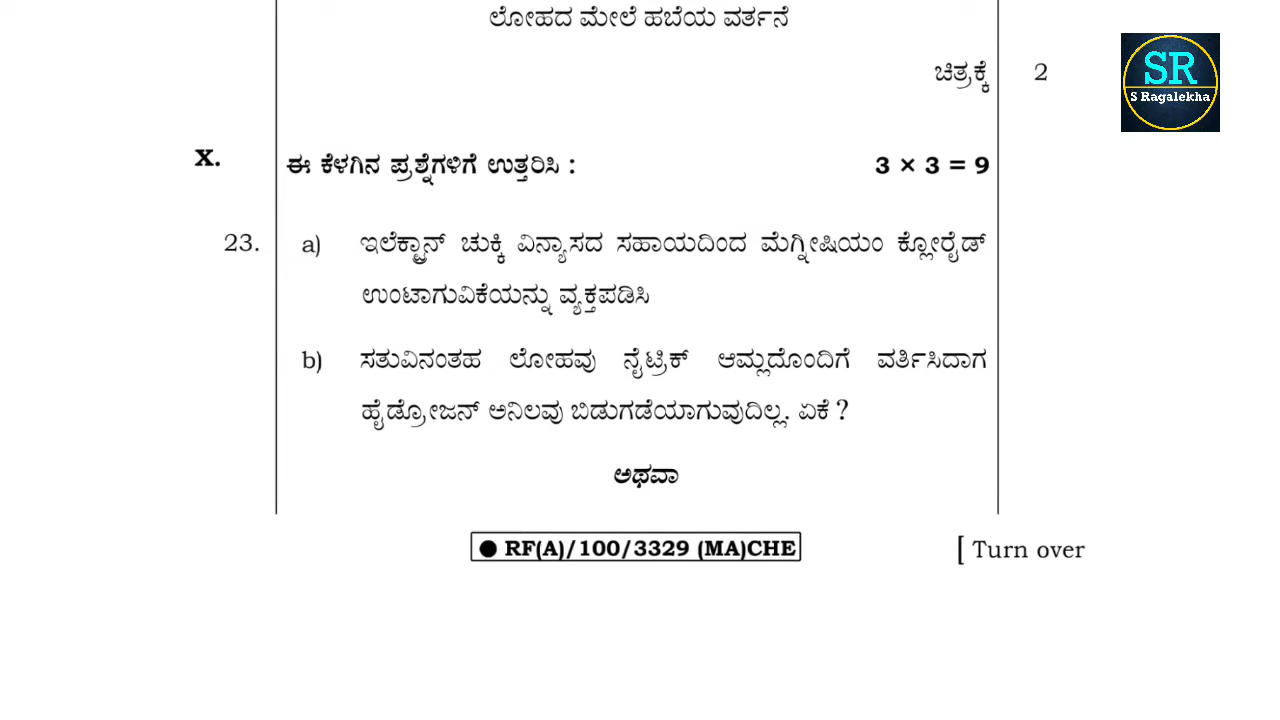 ಲೋಹದ ಮೇಲೆ ಹಬೆಯ ವರ್ತನೆ
ಚಿತ್ರಕ್ಕೆ 2
SR
S Ragalekha
X. ಈ ಕೆಳಗಿನ ಪ್ರಶ್ನೆಗಳಿಗೆ ಉತ್ತರಿಸಿ : 3 × 3 = 9
23. a) ಇಲೆಕ್ಟ್ರಾನ್ ಚುಕ್ಕಿ ವಿನ್ಯಾಸದ ಸಹಾಯದಿಂದ ಮೆಗ್ನೀಷಿಯಂ ಕ್ಲೋರೈಡ್
ಉಂಟಾಗುವಿಕೆಯನ್ನು ವ್ಯಕ್ತಪಡಿಸಿ
b) ಸತುವಿನಂತಹ ಲೋಹವು ನೈಟ್ರಿಕ್ ಆಮ್ಲದೊಂದಿಗೆ ವರ್ತಿಸಿದಾಗ
ಹೈಡ್ರೋಜನ್ ಅನಿಲವು ಬಿಡುಗಡೆಯಾಗುವುದಿಲ್ಲ. ಏಕೆ ?
ಅಥವಾ
● RF(A)/100/3329 (MA)CHE [ Turn over